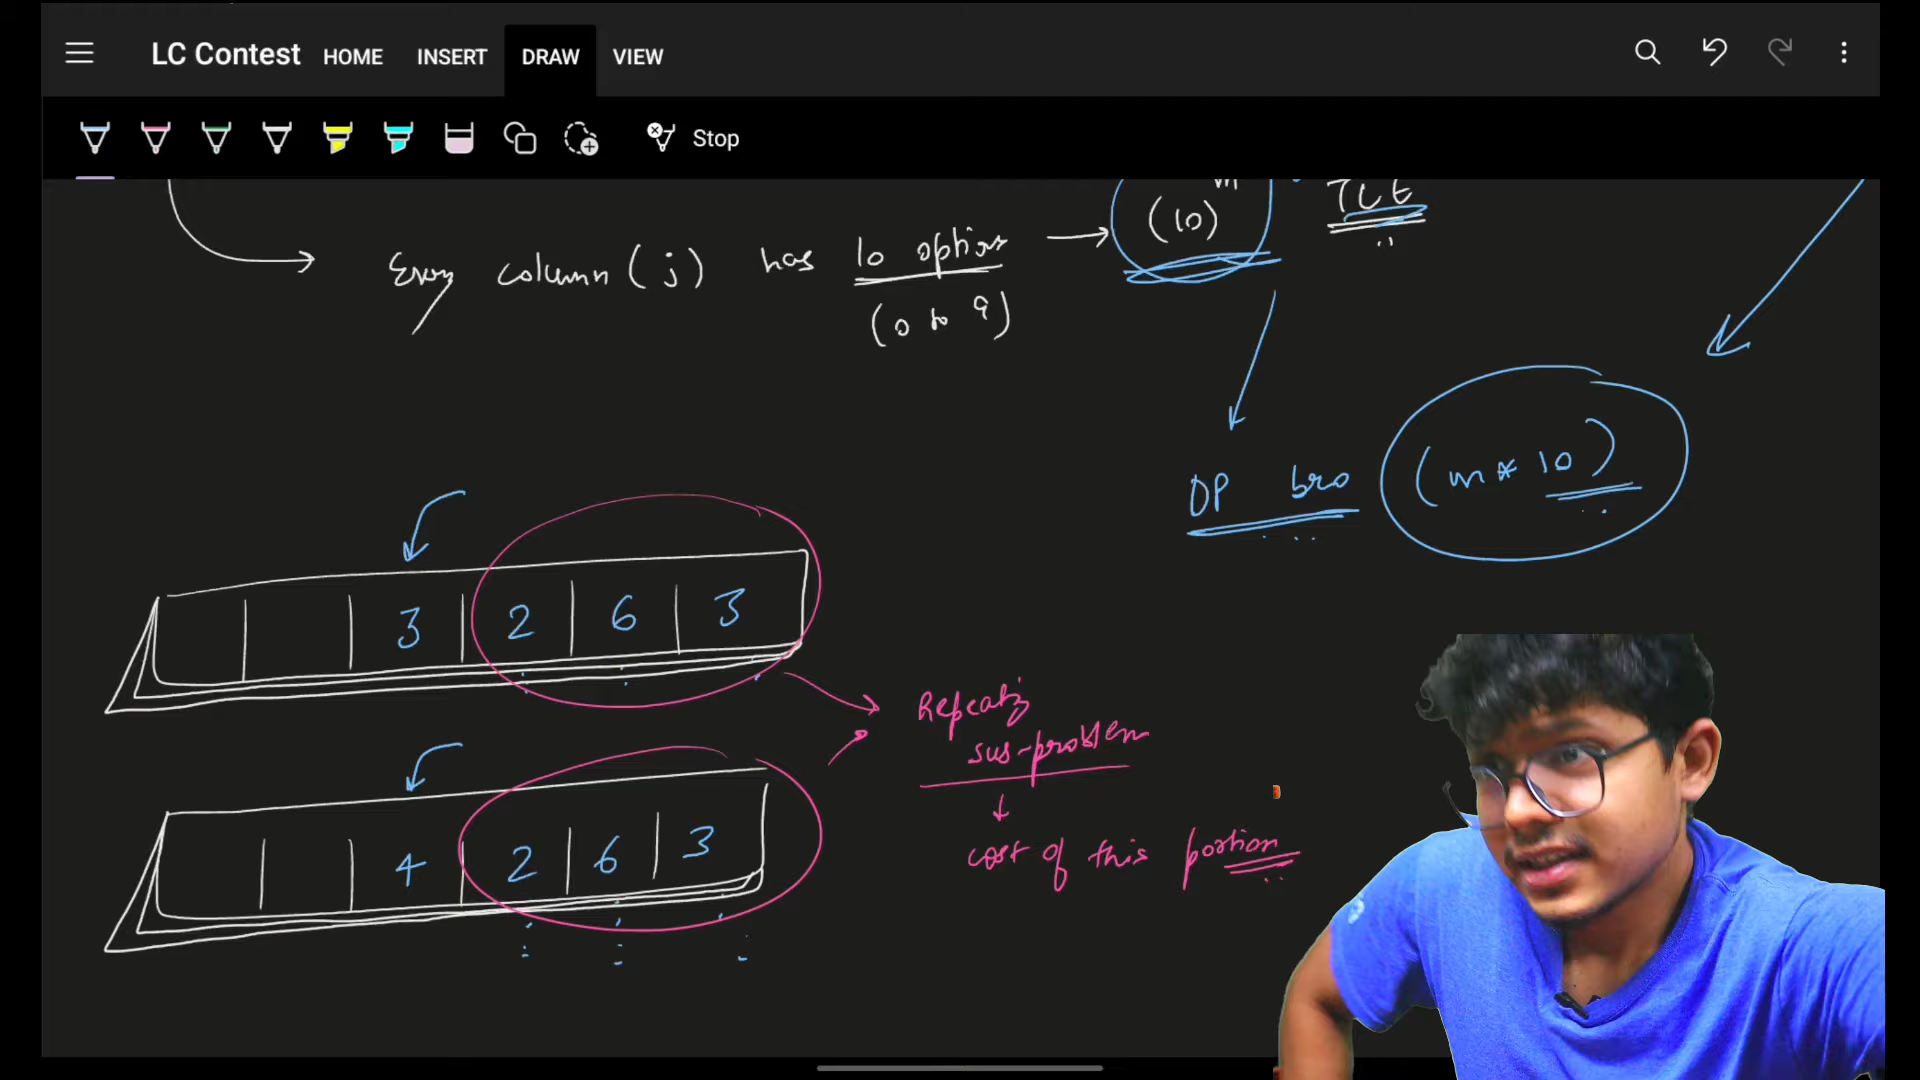 LC Contest HOME INSERT DRAW VIEW
Stop
m
(10)
TLE
Every column (j) has 10 options
(0 to 9)
DP bro (m * 10)
3 2 6 3
Repeating
sub-problem
4 2 6 3
cost of this portion